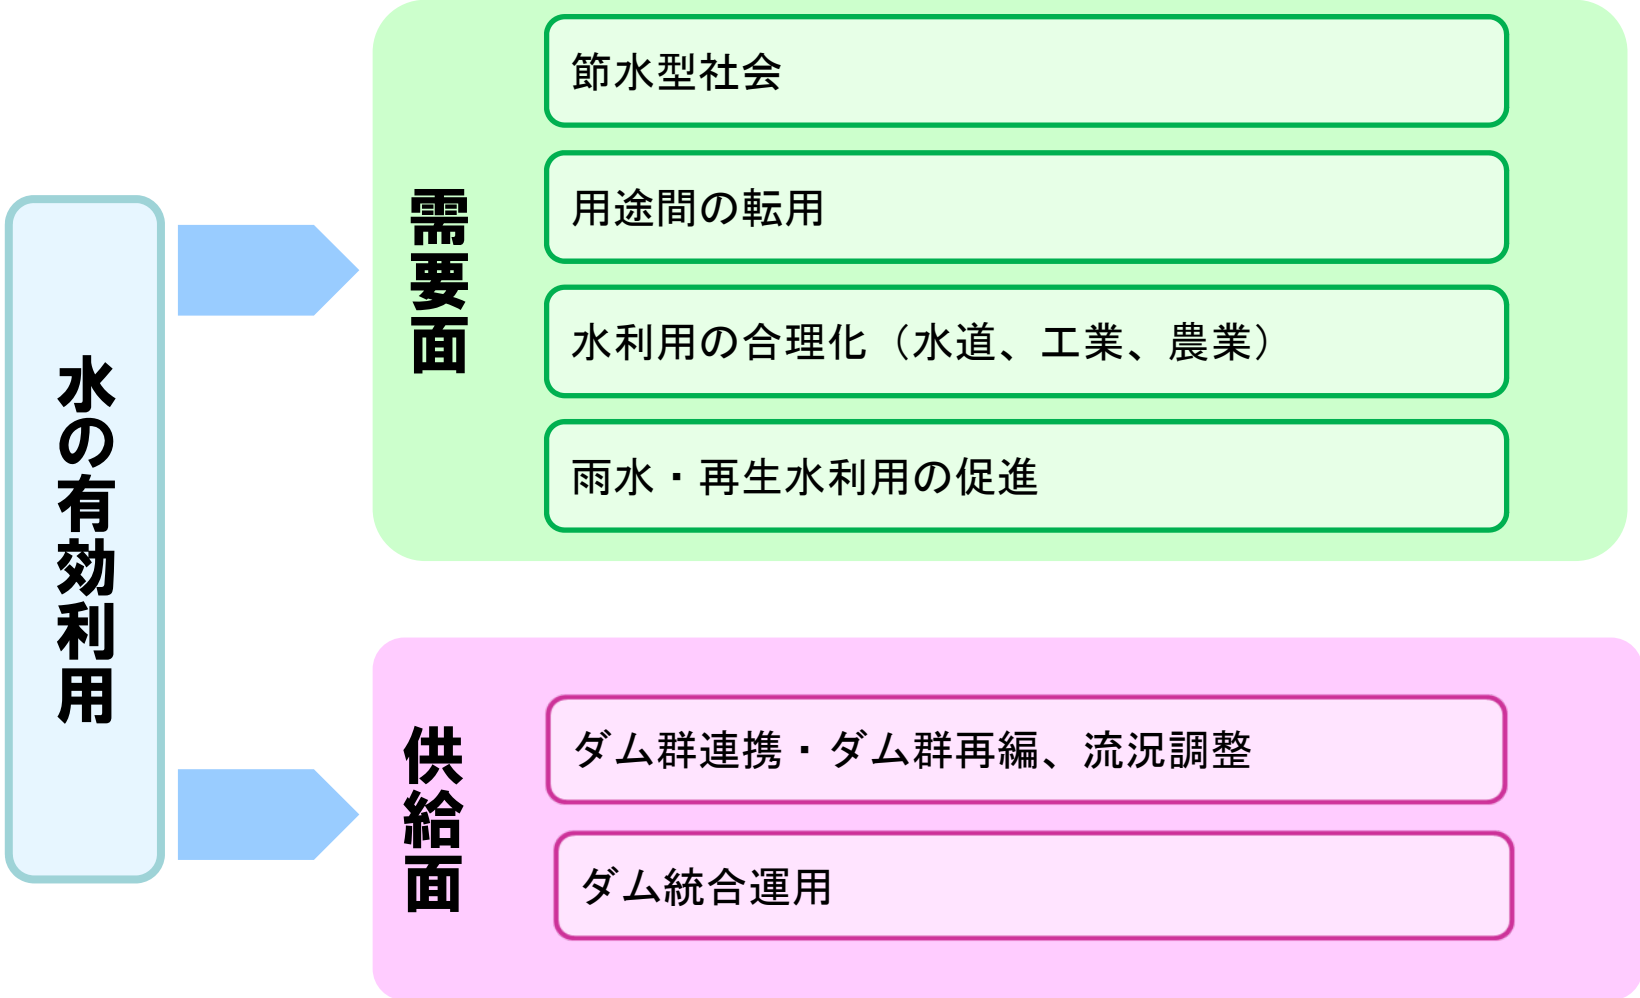 水の有効利用
需要面
節水型社会
用途間の転用
水利用の合理化（水道、工業、農業）
雨水・再生水利用の促進
供給面
ダム群連携・ダム群再編、流況調整
ダム統合運用